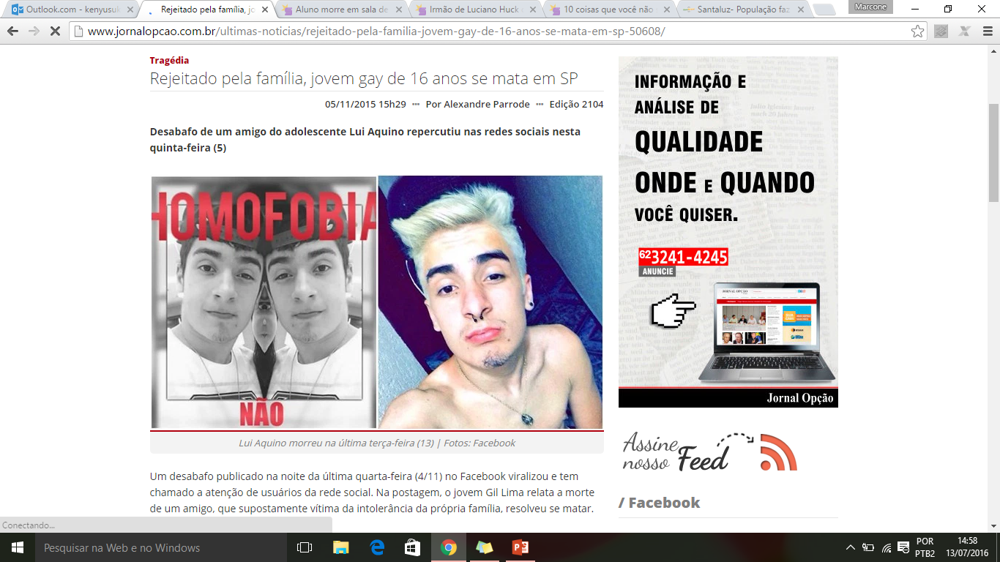 Outlook.com - kenyusuk
Rejeitado pela família, jo
Aluno morre em sala de
Irmão de Luciano Huck
10 coisas que você não
Santaluz- População faz
Marcone
www.jornalopcao.com.br/ultimas-noticias/rejeitado-pela-familia-jovem-gay-de-16-anos-se-mata-em-sp-50608/
Tragédia
Rejeitado pela família, jovem gay de 16 anos se mata em SP
05/11/2015 15h29 Por Alexandre Parrode Edição 2104
Desabafo de um amigo do adolescente Lui Aquino repercutiu nas redes sociais nesta
quinta-feira (5)
HOMOFOBIA
NÃO
Lui Aquino morreu na última terça-feira (13) | Fotos: Facebook
Um desabafo publicado na noite da última quarta-feira (4/11) no Facebook viralizou e tem
chamado a atenção de usuários da rede social. Na postagem, o jovem Gil Lima relata a morte
de um amigo, que supostamente vítima da intolerância da própria família, resolveu se matar.
INFORMAÇÃO E
ANÁLISE DE
QUALIDADE
ONDE E QUANDO
VOCÊ QUISER.
62 3241-4245
ANUNCIE
Jornal Opção
Assine
nosso Feed
/ Facebook
Conectando...
Pesquisar na Web e no Windows
POR
PTB2
14:58
13/07/2016